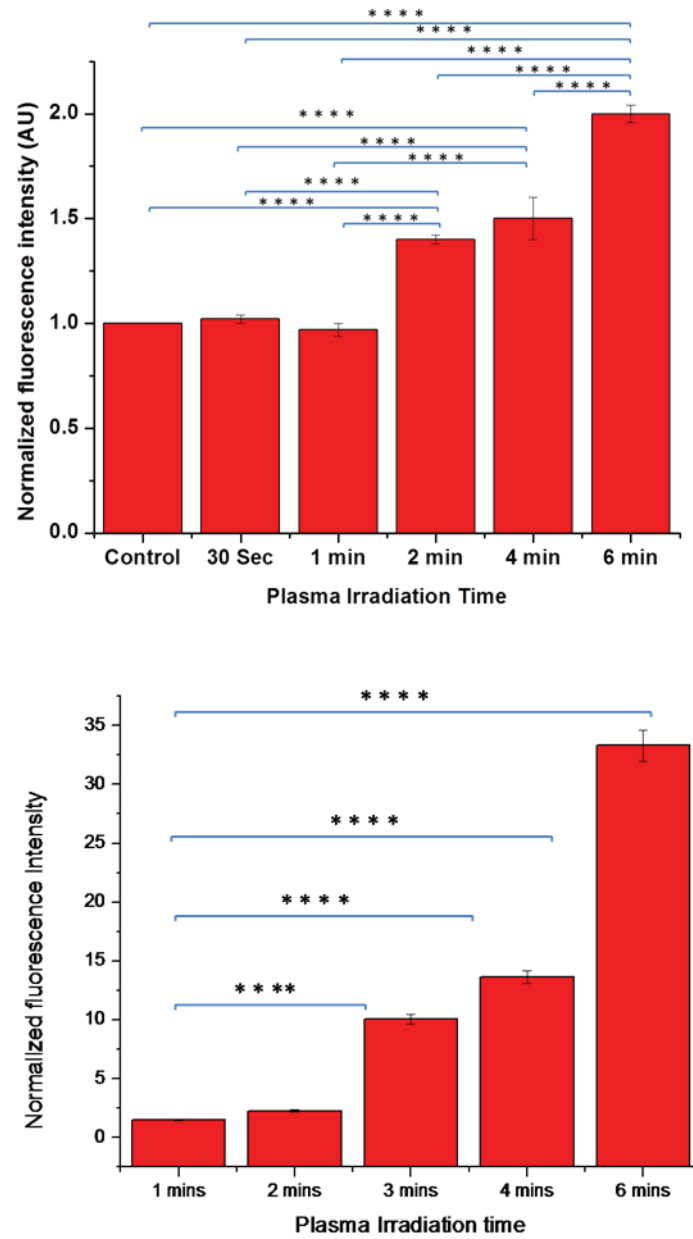 * * * *
* * * *
* * * *
* * * *
* * * *
* * * *
* * * *
* * * *
* * * *
* * * *
* * * *
Normalized fluorescence intensity (AU)
2.0
1.5
1.0
0.5
0.0
Control 30 Sec 1 min 2 min 4 min 6 min
Plasma Irradiation Time
* * * *
* * * *
* * * *
* * **
Normalized fluorescence Intensity
35
30
25
20
15
10
5
0
1 mins 2 mins 3 mins 4 mins 6 mins
Plasma Irradiation time